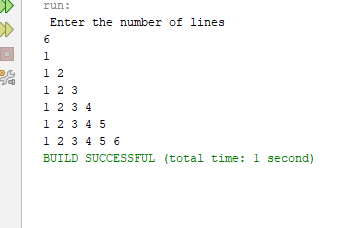 run:
Enter the number of lines
6
1
1 2
1 2 3
1 2 3 4
1 2 3 4 5
1 2 3 4 5 6
BUILD SUCCESSFUL (total time: 1 second)